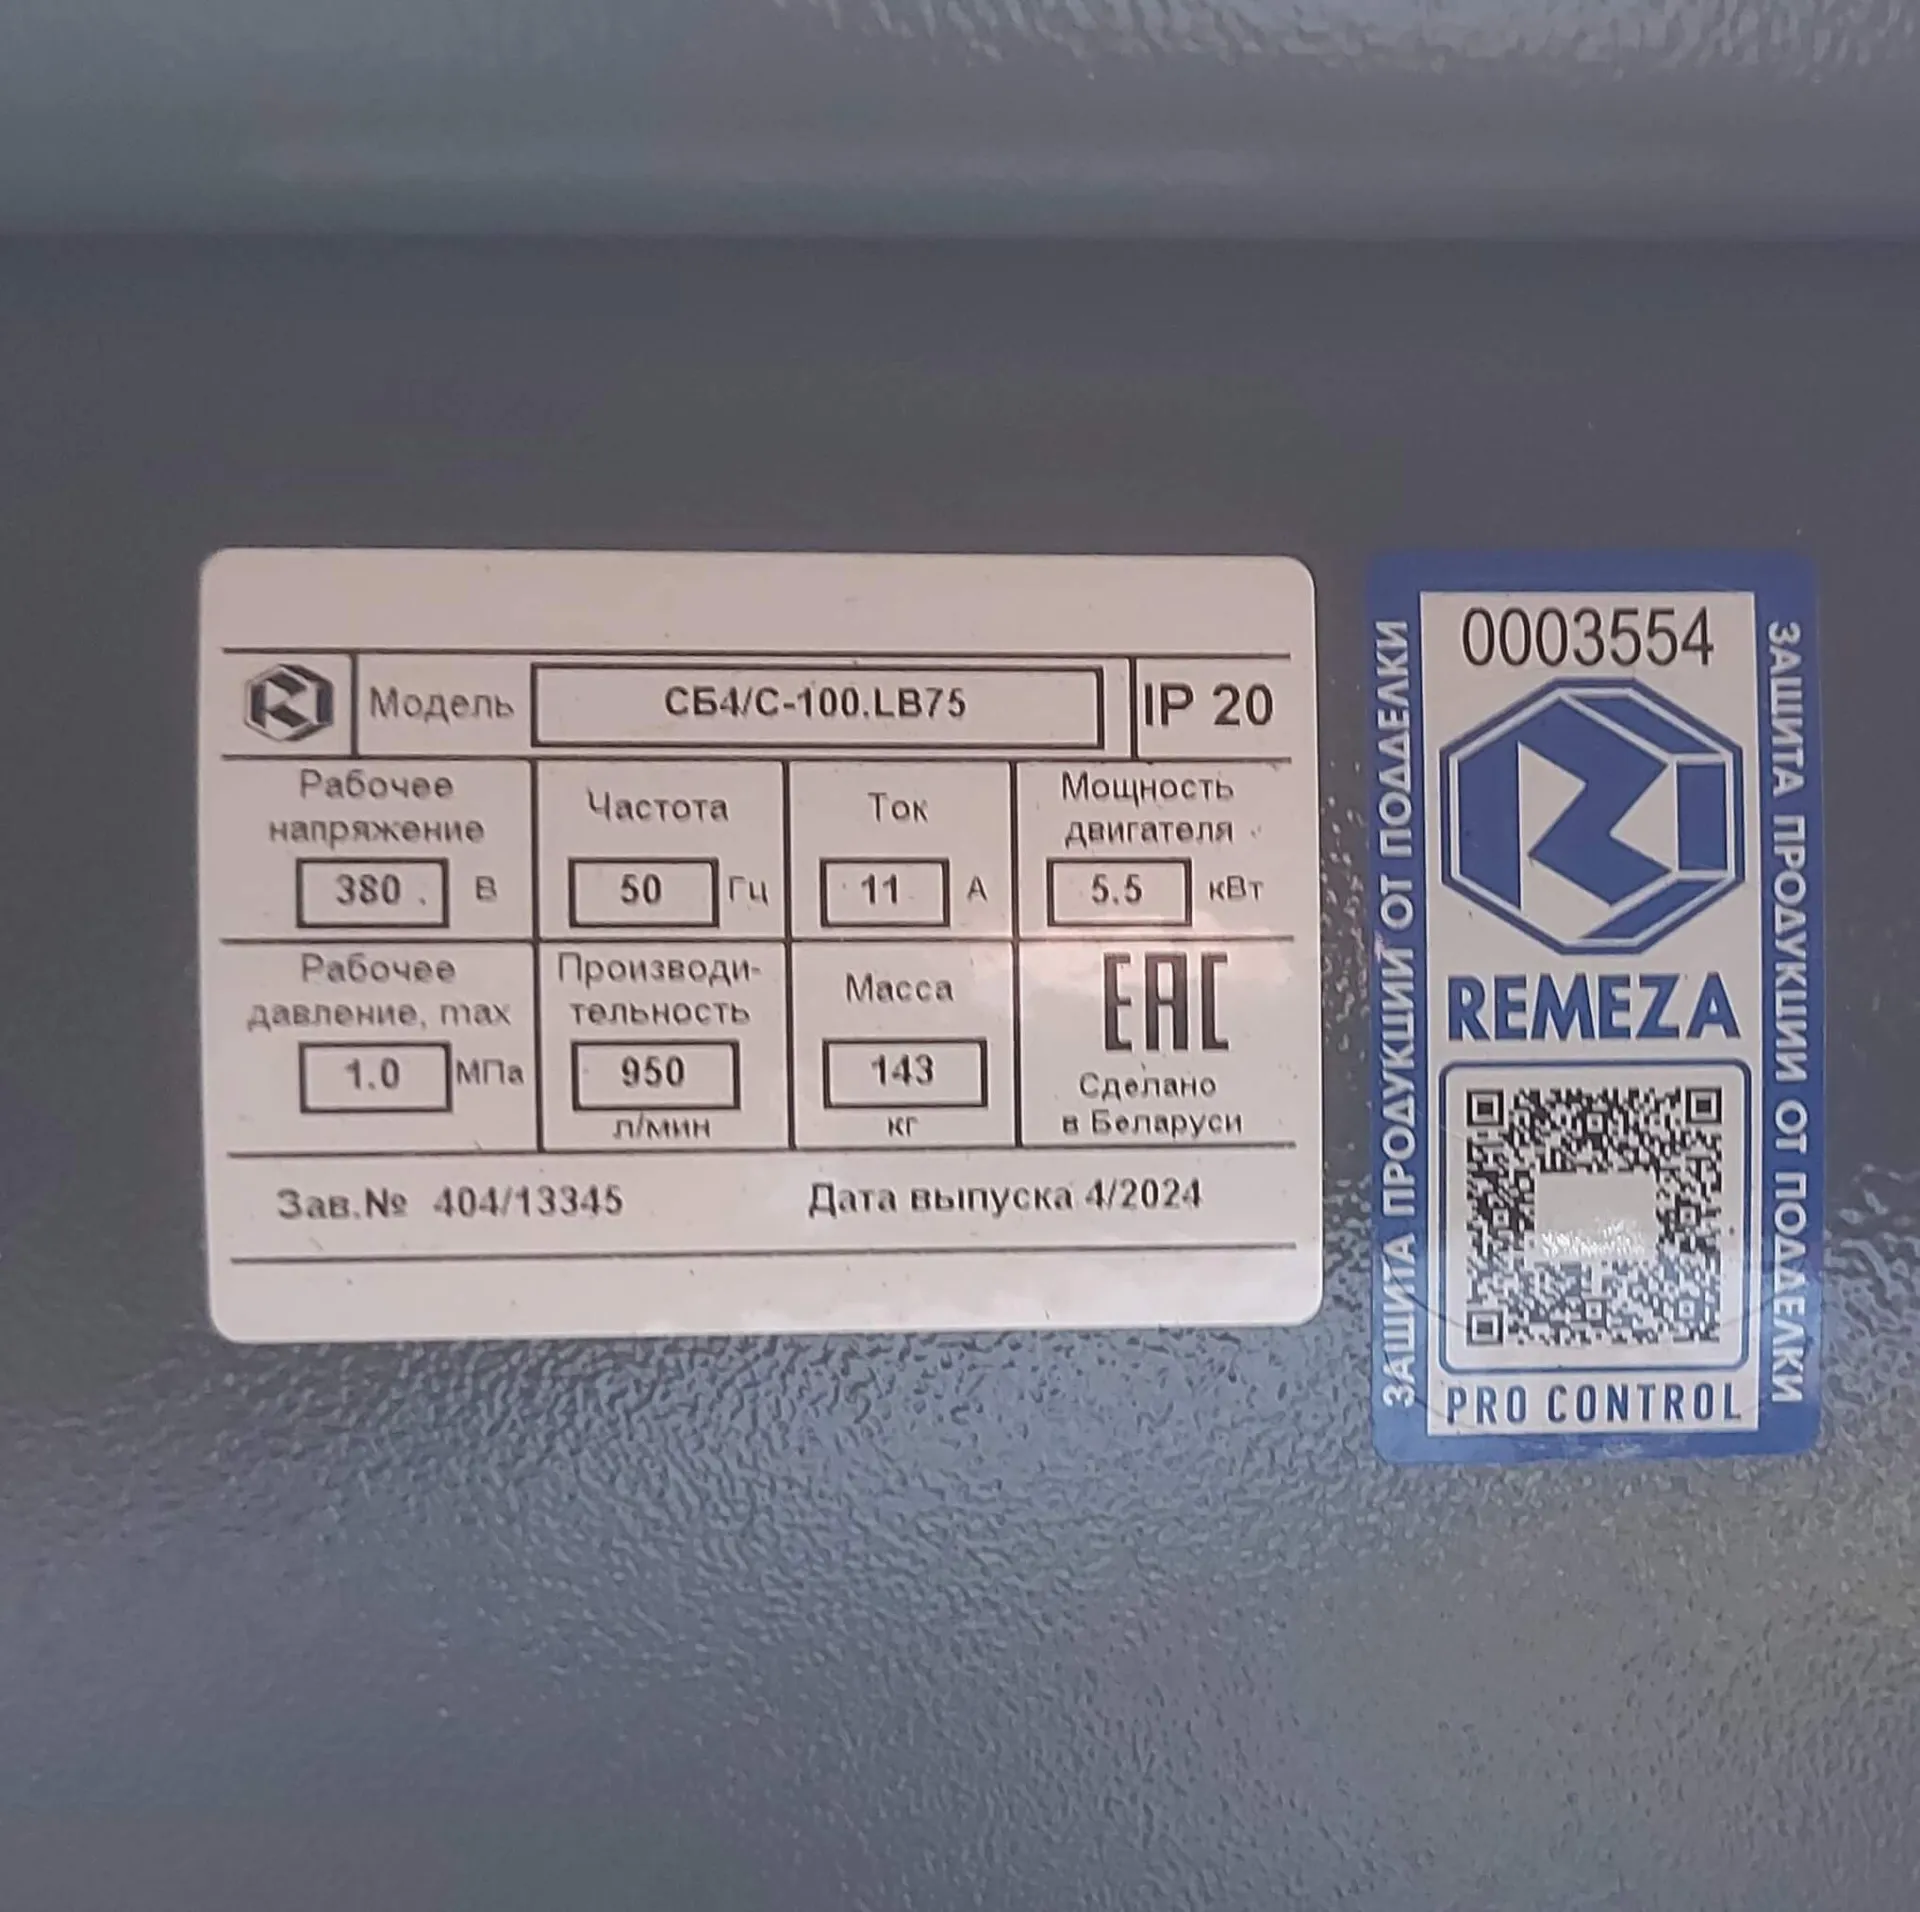 Модель СБ4/С-100.LB75 IP 20
Рабочее напряжение 380 В
Частота 50 Гц
Ток 11 А
Мощность двигателя 5.5 кВт
Рабочее давление, max 1.0 МПа
Производи-
тельность
950
л/мин
Масса
143
кг
EAC
Сделано
в Беларуси
Зав.№ 404/13345 Дата выпуска 4/2024
ЗАЩИТА ПРОДУКЦИИ ОТ ПОДДЕЛКИ
0003554
REMEZA
PRO CONTROL
ЗАЩИТА ПРОДУКЦИИ ОТ ПОДДЕЛКИ